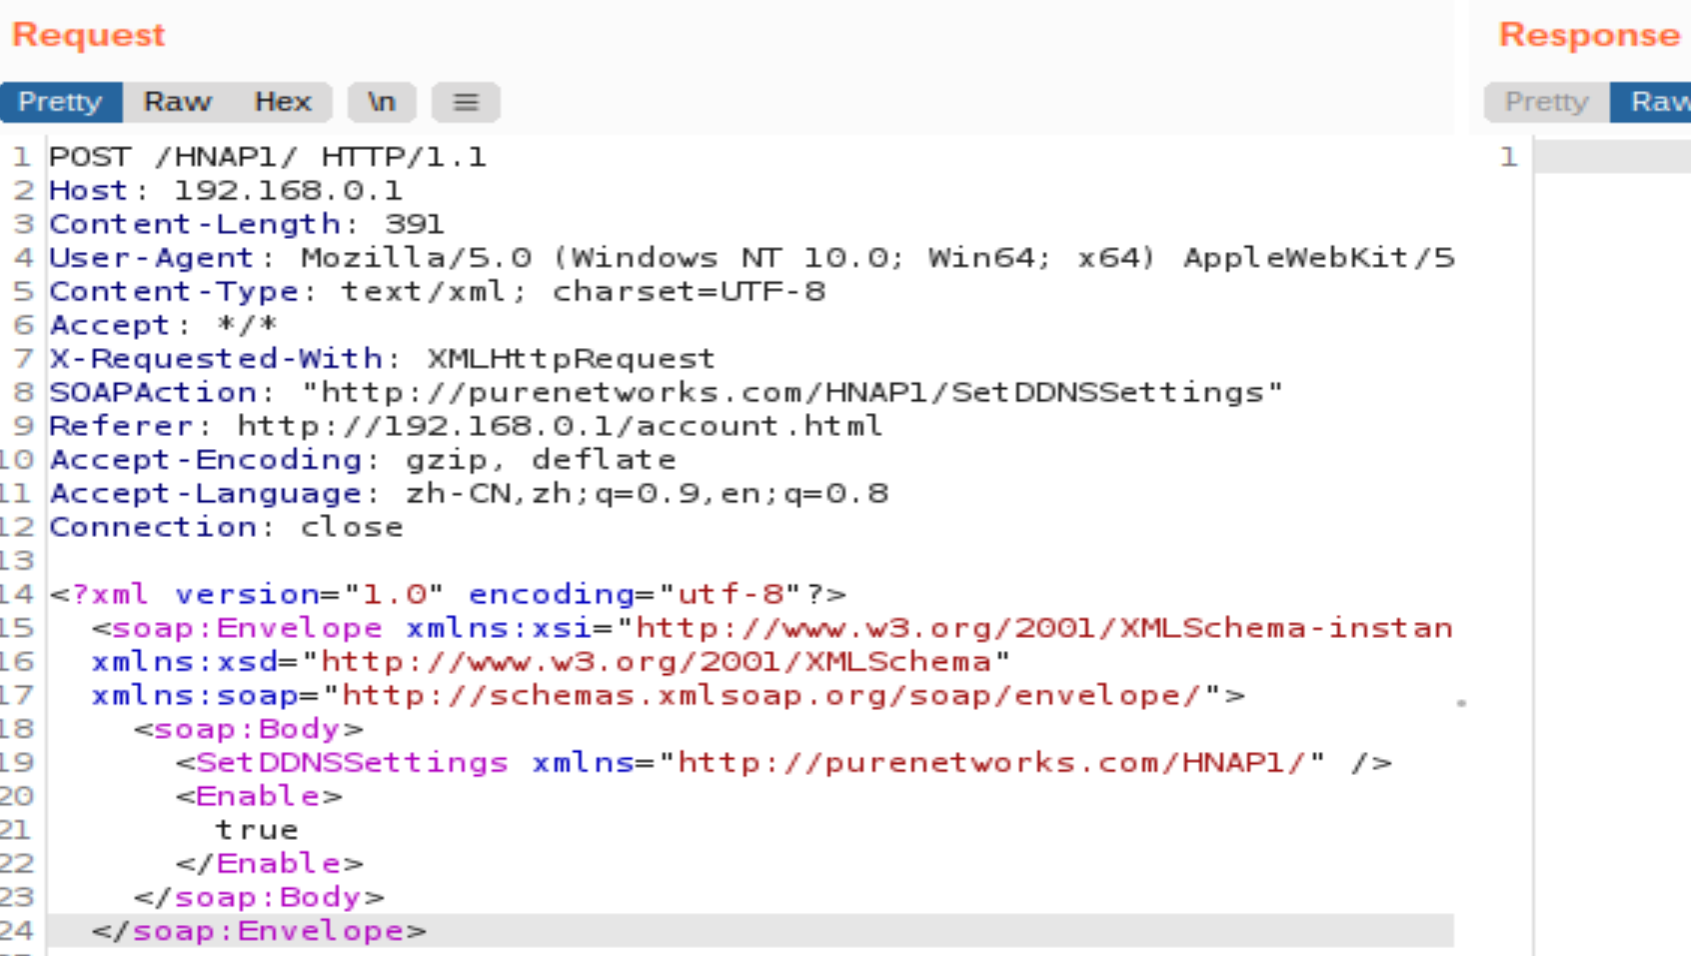 Request
Response
Pretty Raw Hex \n ≡
Pretty Raw
1 POST /HNAP1/ HTTP/1.1
2 Host: 192.168.0.1
3 Content-Length: 391
4 User-Agent: Mozilla/5.0 (Windows NT 10.0; Win64; x64) AppleWebKit/5
5 Content-Type: text/xml; charset=UTF-8
6 Accept: */*
7 X-Requested-With: XMLHttpRequest
8 SOAPAction: "http://purenetworks.com/HNAP1/SetDDNSSettings"
9 Referer: http://192.168.0.1/account.html
10 Accept-Encoding: gzip, deflate
11 Accept-Language: zh-CN,zh;q=0.9,en;q=0.8
12 Connection: close
13
14 <?xml version="1.0" encoding="utf-8"?>
15 <soap:Envelope xmlns:xsi="http://www.w3.org/2001/XMLSchema-instan
16 xmlns:xsd="http://www.w3.org/2001/XMLSchema"
17 xmlns:soap="http://schemas.xmlsoap.org/soap/envelope/">
18 <soap:Body>
19 <SetDDNSSettings xmlns="http://purenetworks.com/HNAP1/" />
20 <Enable>
21 true
22 </Enable>
23 </soap:Body>
24 </soap:Envelope>
1